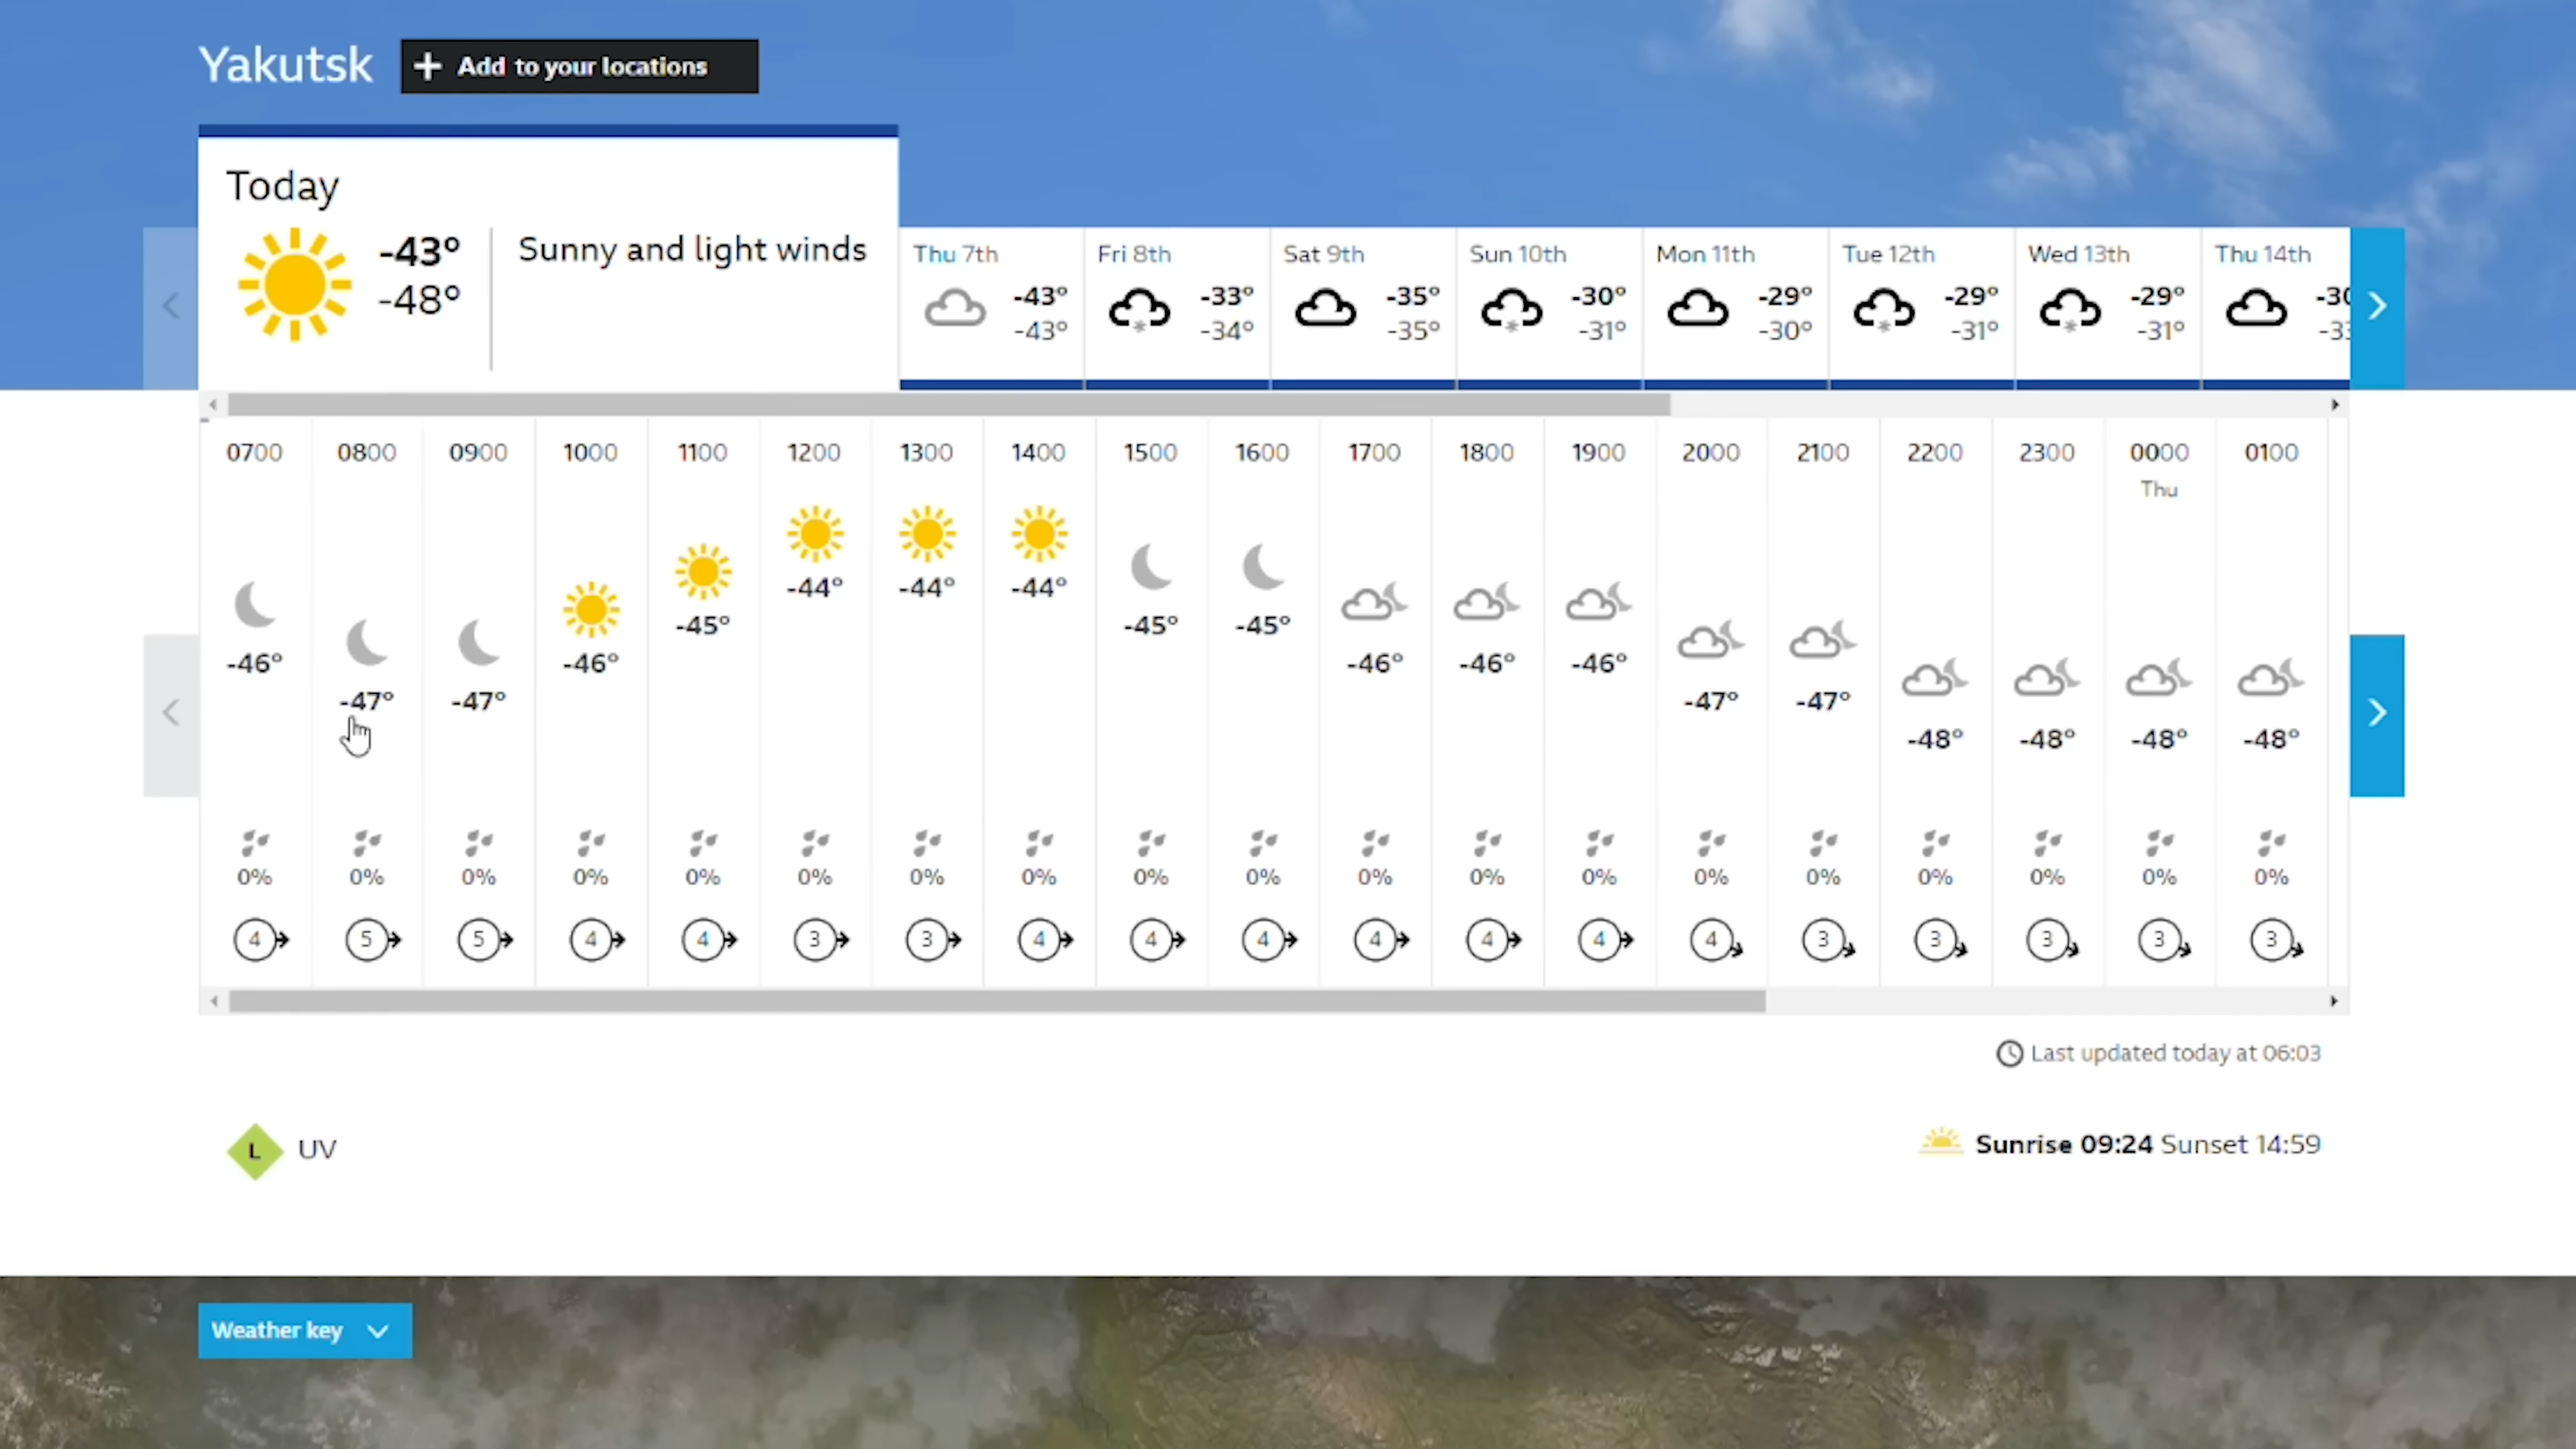 Yakutsk
+ Add to your locations
Today
-43°
-48°
Sunny and light winds
Thu 7th Fri 8th Sat 9th Sun 10th Mon 11th Tue 12th Wed 13th Thu 14th
-43° -33° -35° -30° -29° -29° -29°
-43° -34° -35° -31° -30° -31° -31°
0700 0800 0900 1000 1100 1200 1300 1400 1500 1600 1700 1800 1900 2000 2100 2200 2300 0000 0100
Thu
-46° -47° -47° -46° -45° -44° -44° -44° -45° -45° -46° -46° -46° -47° -47° -48° -48° -48° -48°
0% 0% 0% 0% 0% 0% 0% 0% 0% 0% 0% 0% 0% 0% 0% 0% 0% 0% 0%
4 5 5 4 4 3 3 4 4 4 4 4 4 4 3 3 3 3 3
Last updated today at 06:03
L UV
Sunrise 09:24 Sunset 14:59
Weather key